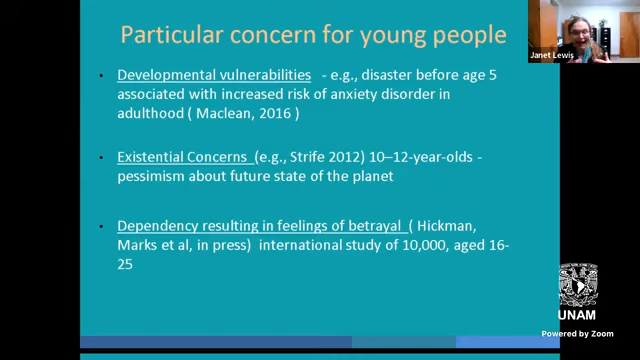 Particular concern for young people
• Developmental vulnerabilities - e.g., disaster before age 5
associated with increased risk of anxiety disorder in
adulthood ( Maclean, 2016 )
• Existential Concerns (e.g., Strife 2012) 10–12-year-olds -
pessimism about future state of the planet
• Dependency resulting in feelings of betrayal ( Hickman,
Marks et al, in press) international study of 10,000, aged 16-
25
Janet Lewis
UNAM
Powered by Zoom